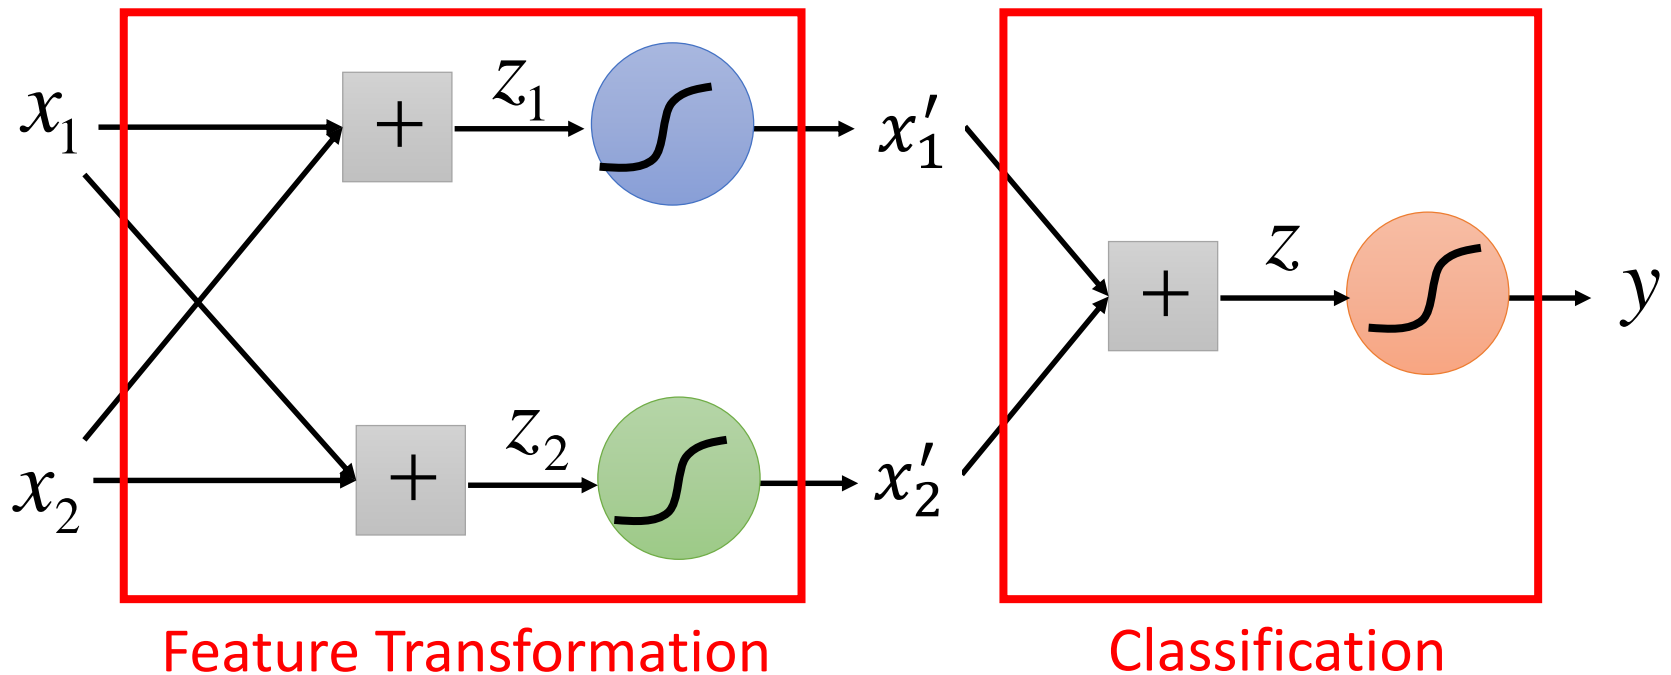 x₁
+
z₁
x′₁
x₂
+
z₂
x′₂
+
z
y
Feature Transformation
Classification